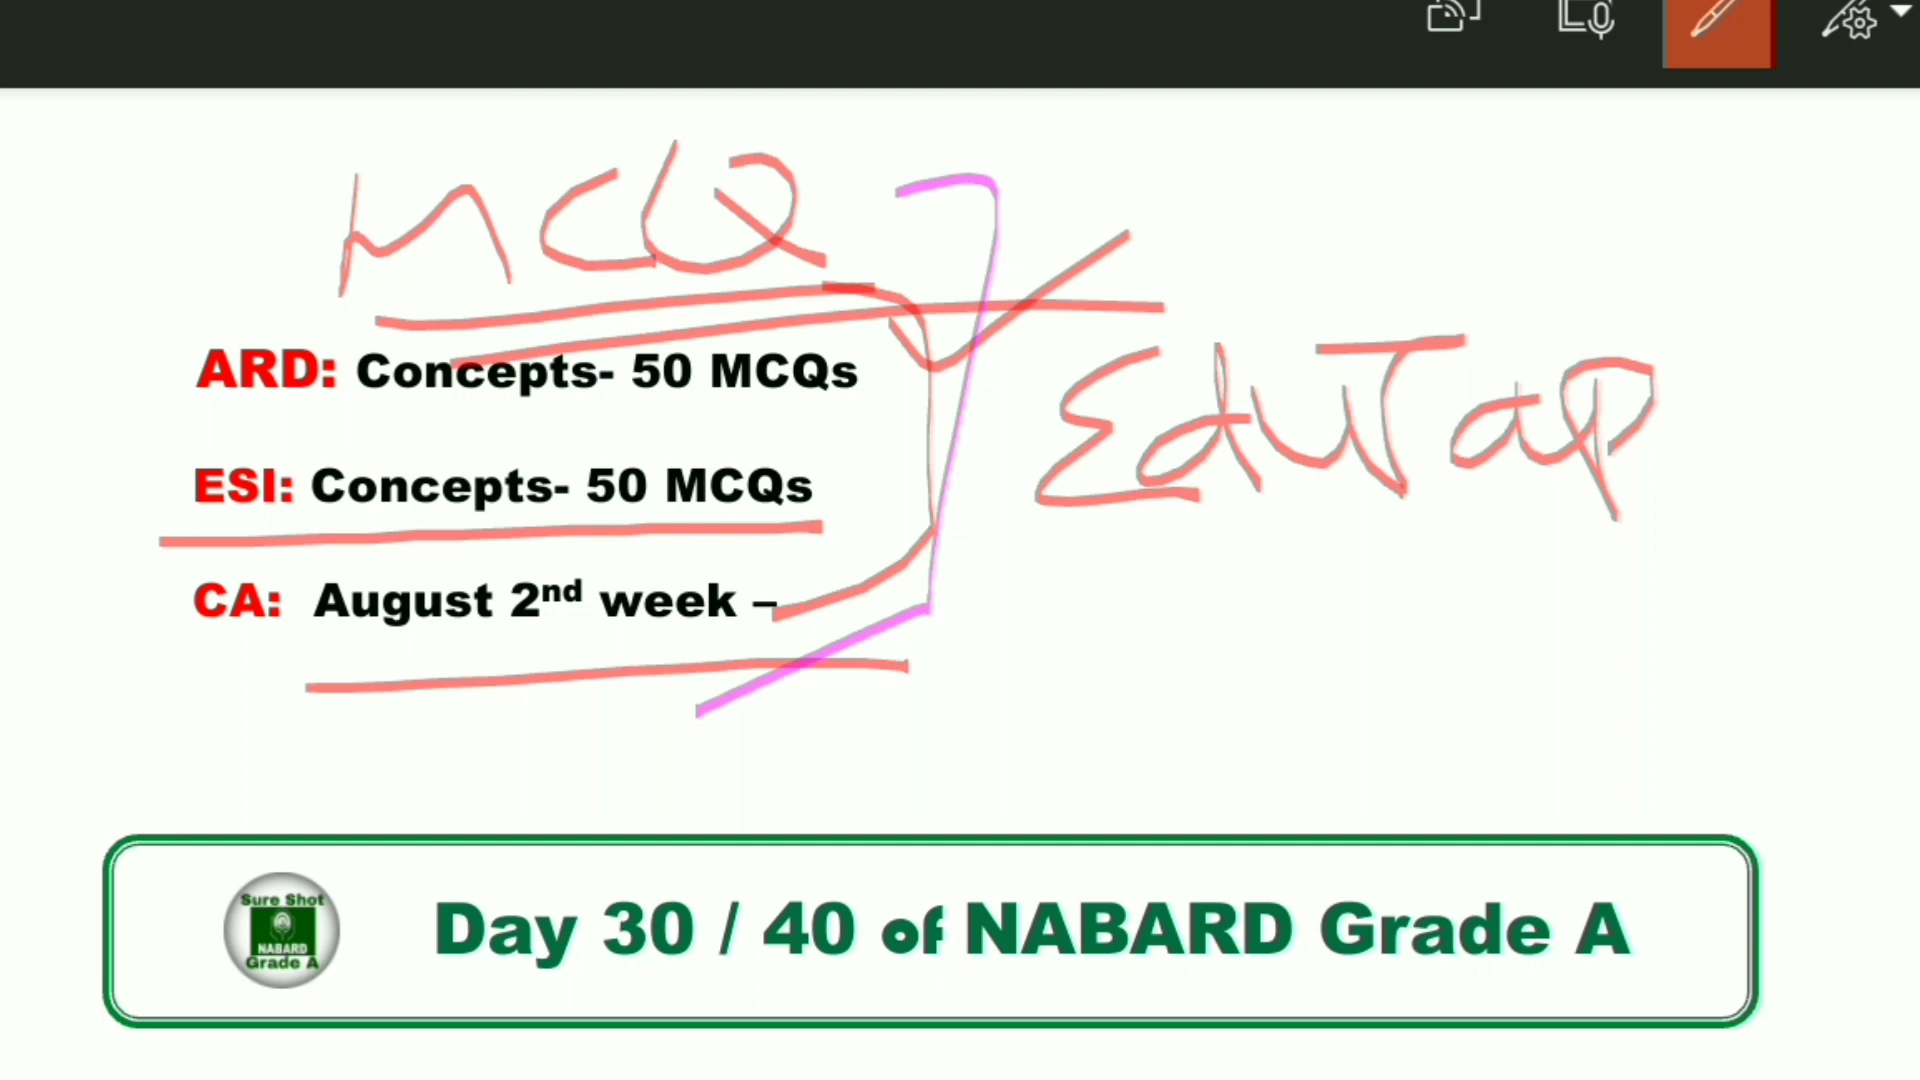 MCQ
ARD: Concepts- 50 MCQs
EduTap
ESI: Concepts- 50 MCQs
CA: August 2nd week –
Sure Shot
NABARD
Grade A
Day 30 / 40 of NABARD Grade A